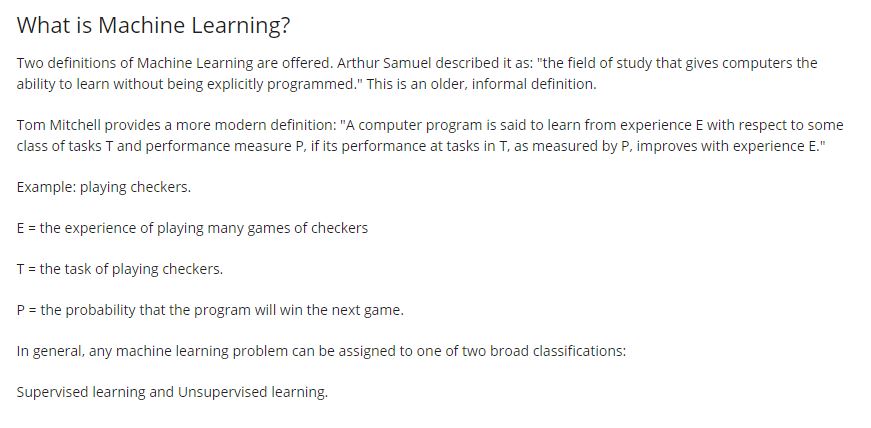 What is Machine Learning?
Two definitions of Machine Learning are offered. Arthur Samuel described it as: "the field of study that gives computers the
ability to learn without being explicitly programmed." This is an older, informal definition.
Tom Mitchell provides a more modern definition: "A computer program is said to learn from experience E with respect to some
class of tasks T and performance measure P, if its performance at tasks in T, as measured by P, improves with experience E."
Example: playing checkers.
E = the experience of playing many games of checkers
T = the task of playing checkers.
P = the probability that the program will win the next game.
In general, any machine learning problem can be assigned to one of two broad classifications:
Supervised learning and Unsupervised learning.